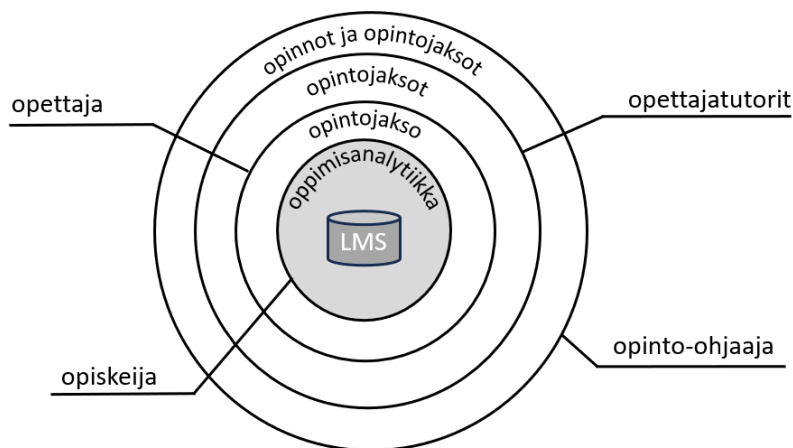 opinnot ja opintojaksot
opintojaksot
opintojakso
oppimisanalytiikka
LMS
opettaja
opettajatutorit
opiskeija
opinto-ohjaaja